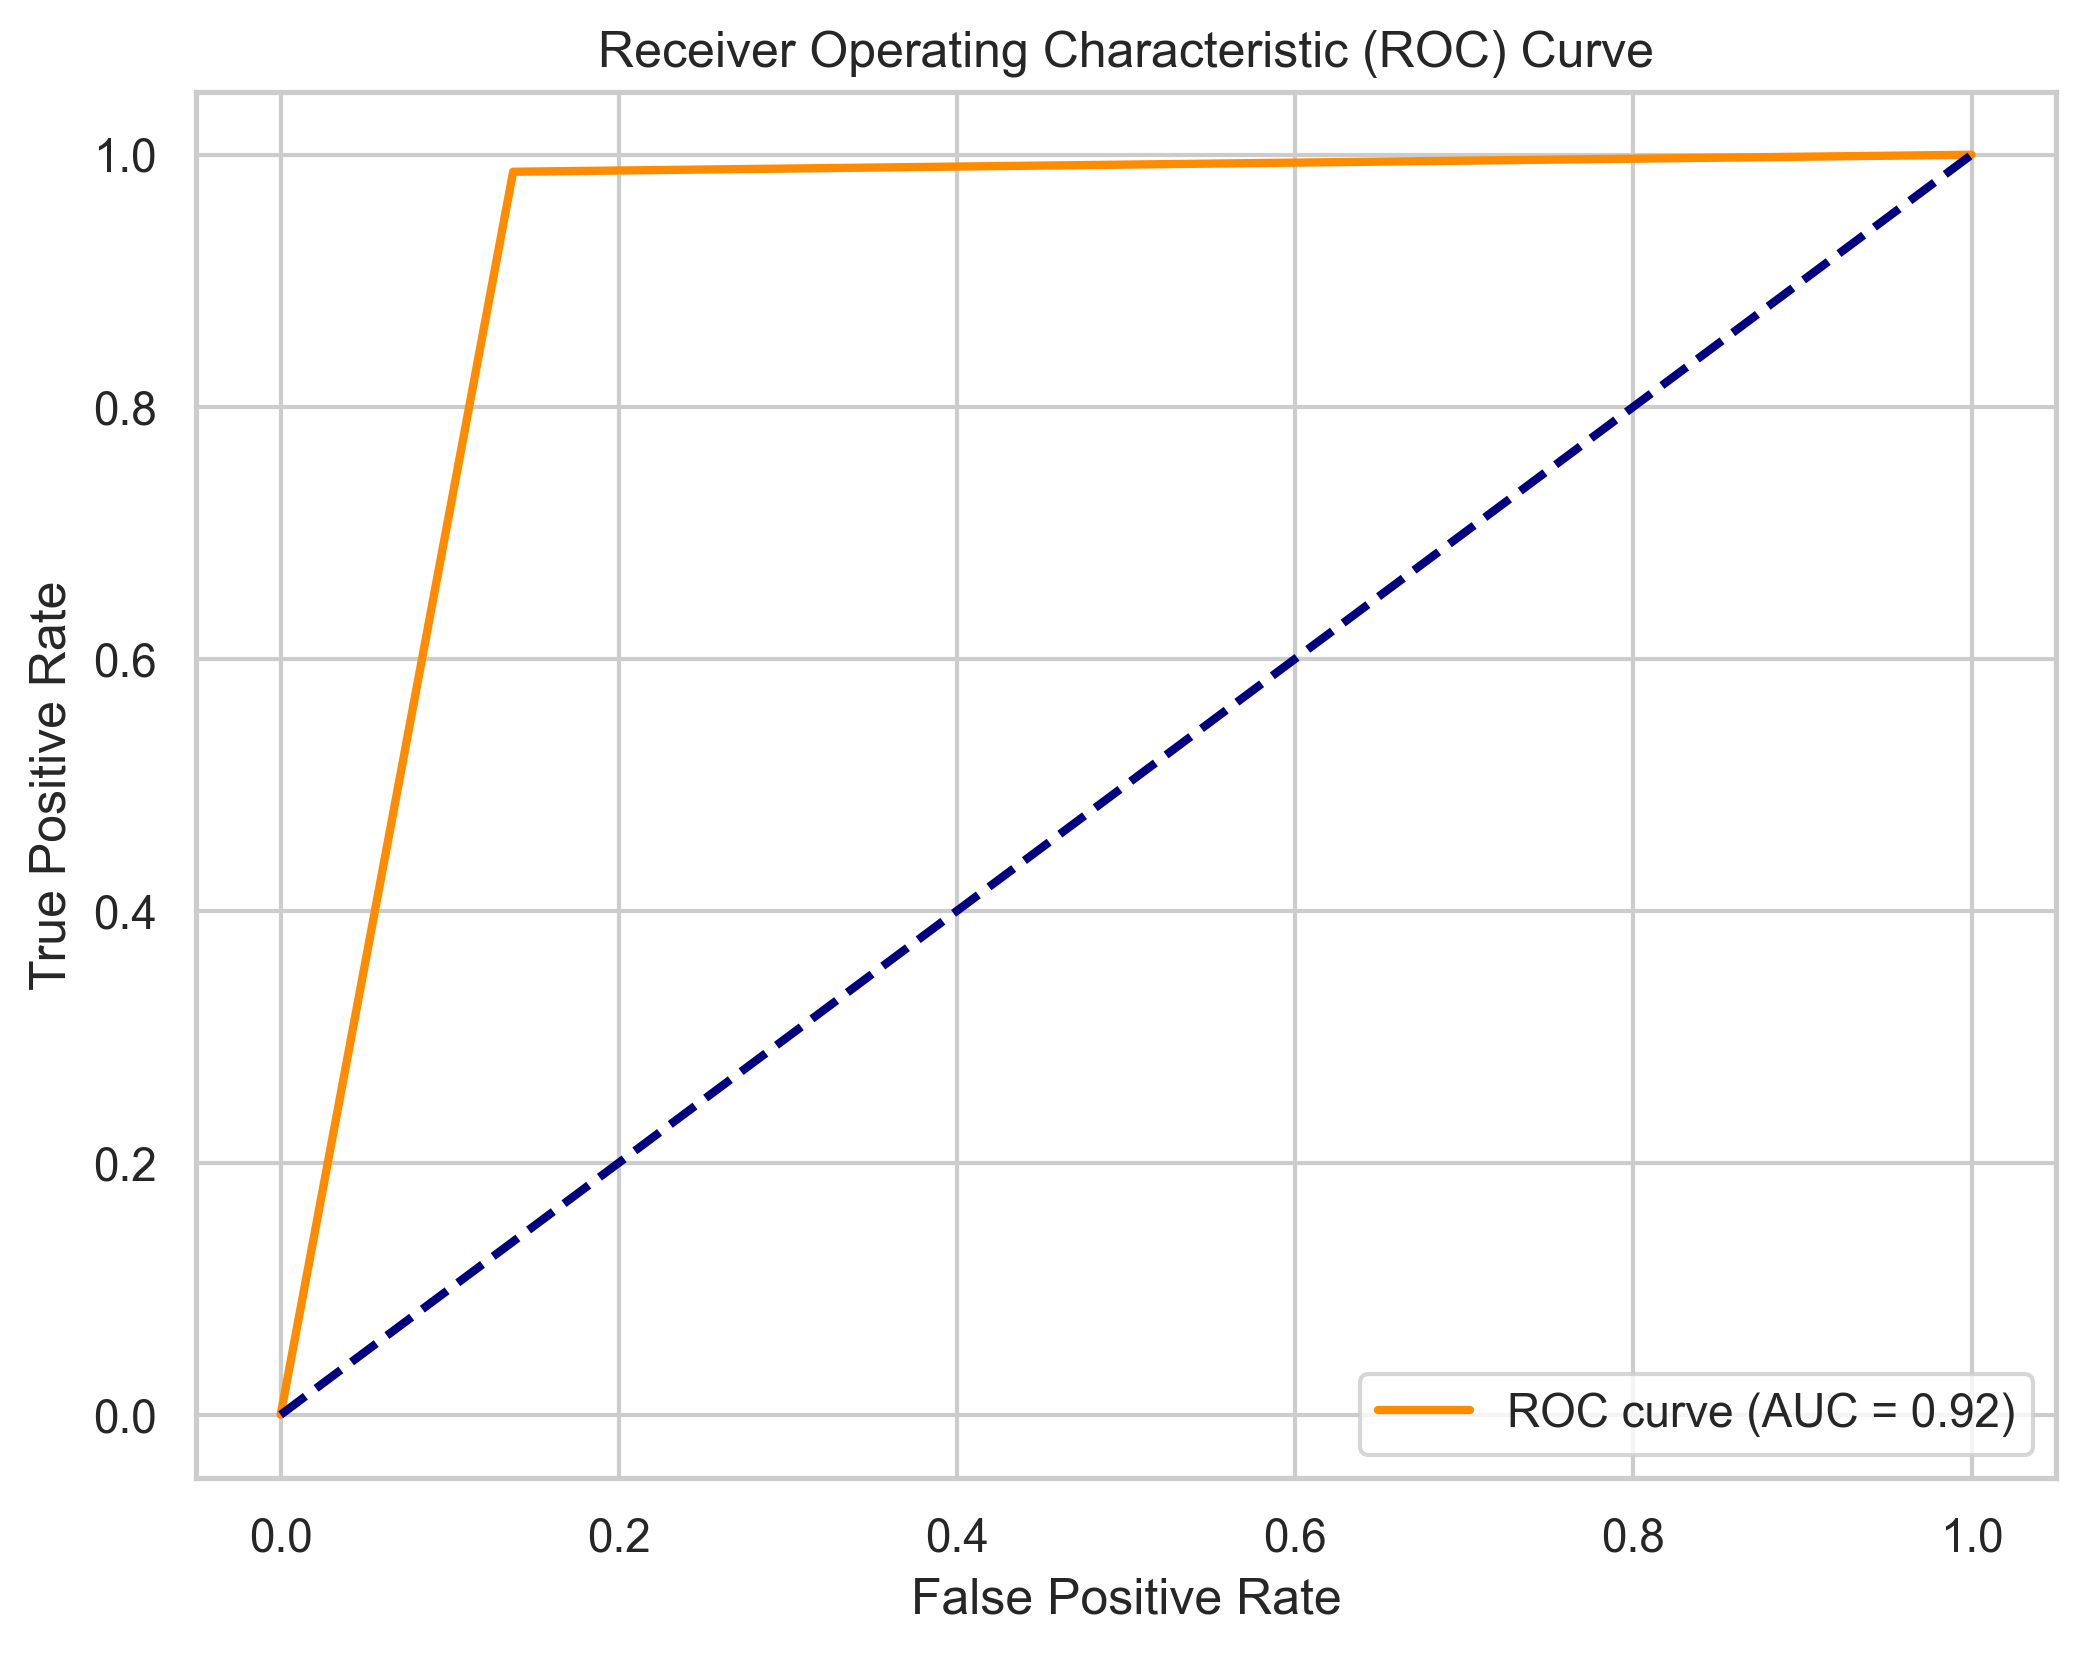 Receiver Operating Characteristic (ROC) Curve
1.0
0.8
0.6
0.4
0.2
0.0
True Positive Rate
ROC curve (AUC = 0.92)
0.0 0.2 0.4 0.6 0.8 1.0
False Positive Rate